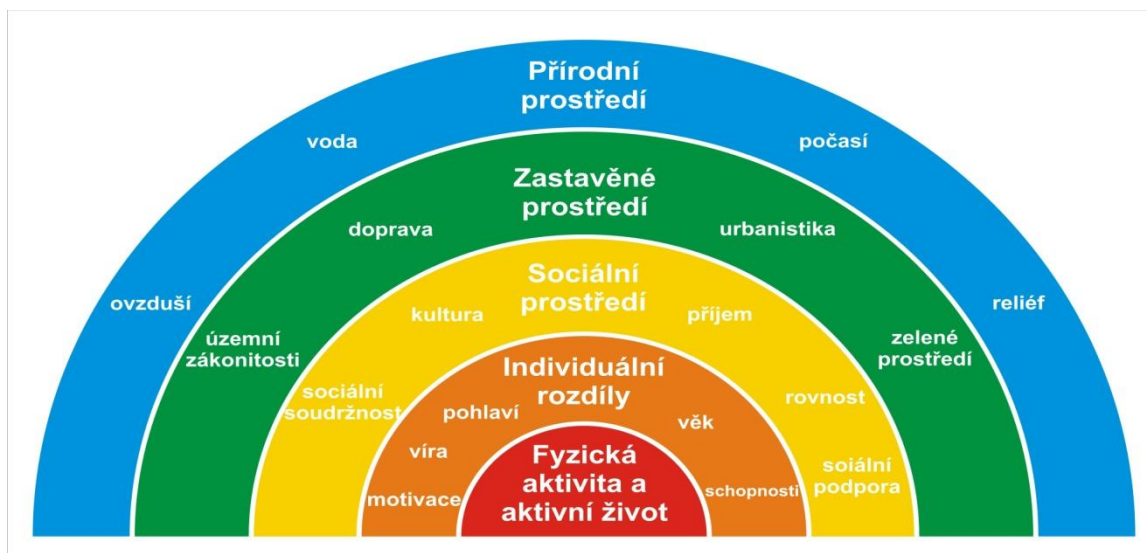 Přírodní
prostředí
voda
počasí
ovzduší
reliéf
Zastavěné
prostředí
doprava
urbanistika
územní
zákonitosti
zelené
prostředí
Sociální
prostředí
kultura
příjem
sociální
soudržnost
rovnost
soiální
podpora
Individuální
rozdíly
pohlaví
věk
víra
motivace
schopnosti
Fyzická
aktivita a
aktivní život